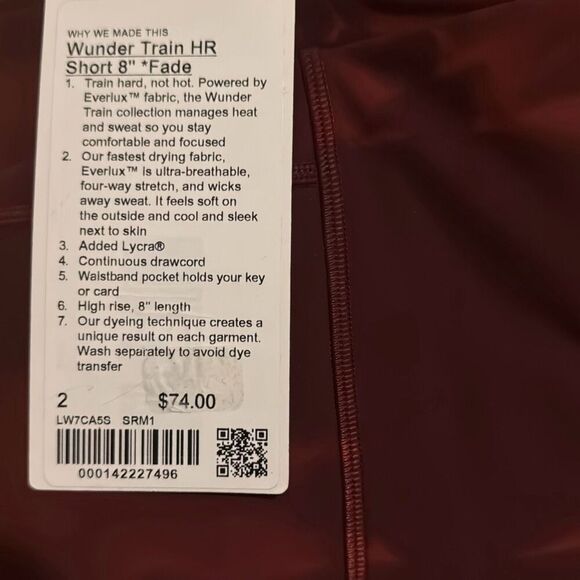 WHY WE MADE THIS
Wunder Train HR
Short 8" *Fade
1. Train hard, not hot. Powered by
Everlux™ fabric, the Wunder
Train collection manages heat
and sweat so you stay
comfortable and focused
2. Our fastest drying fabric,
Everlux™ is ultra-breathable,
four-way stretch, and wicks
away sweat. It feels soft on
the outside and cool and sleek
next to skin
3. Added Lycra®
4. Continuous drawcord
5. Waistband pocket holds your key
or card
6. High rise, 8" length
7. Our dyeing technique creates a
unique result on each garment.
Wash separately to avoid dye
transfer
2 $74.00
LW7CA5S SRM1
000142227496